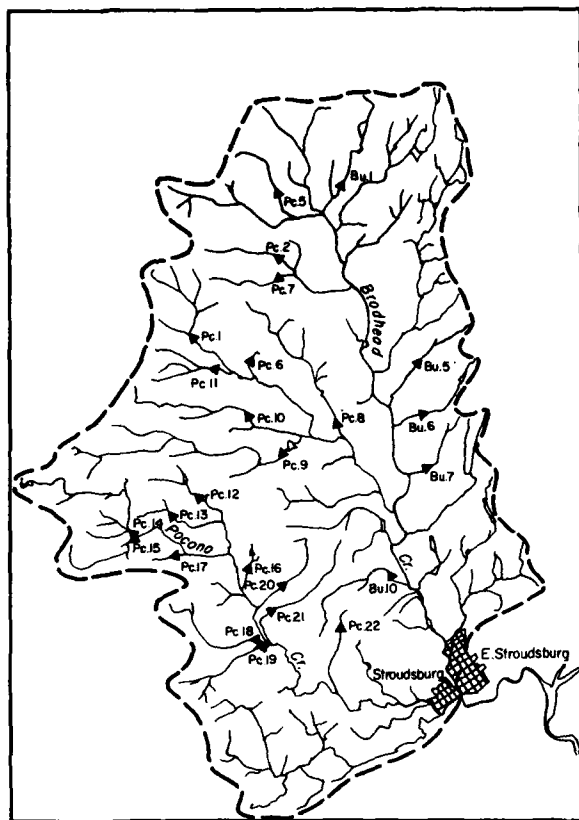 Bu.1
Pc.5
Pc.2
Pc.7
Brodhead
Pc.1
Pc.6
Bu.5
Pc.11
Pc.10
Pc.8
Bu.6
Pc.9
Bu.7
Pc.12
Pc.14
Pc.13
Pocono
Pc.15
Pc.17
Pc.16
Cr.
Pc.20
Bu.10
Pc.21
Pc.18
Pc.22
Pc.19
Cr.
E. Stroudsburg
Stroudsburg